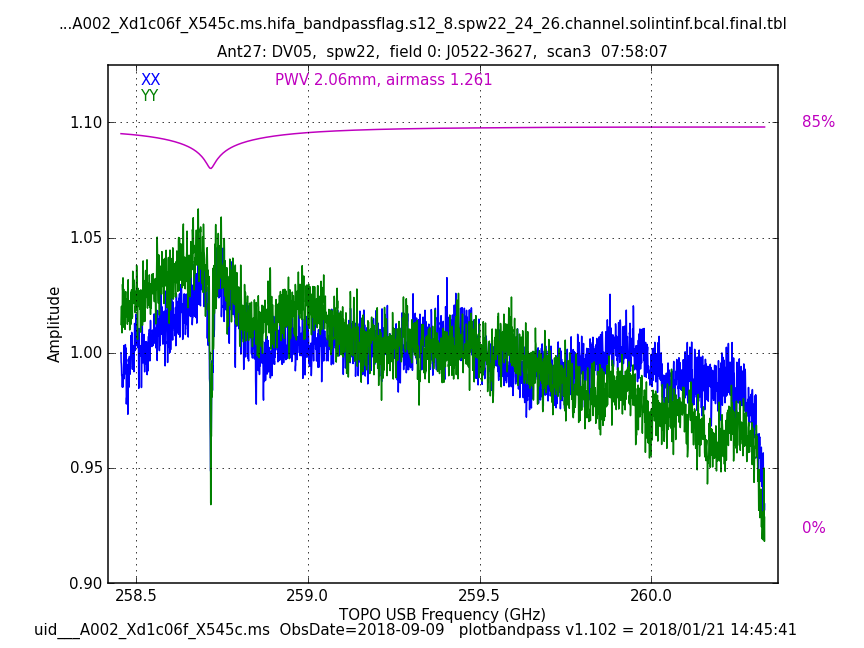 ...A002_Xd1c06f_X545c.ms.hifa_bandpassflag.s12_8.spw22_24_26.channel.solintinf.bcal.final.tbl
Ant27: DV05,  spw22,  field 0: J0522-3627,  scan3  07:58:07
XX
PWV 2.06mm, airmass 1.261
YY
1.10
85%
1.05
Amplitude
1.00
0.95
0%
0.90
258.5
259.0
259.5
260.0
TOPO USB Frequency (GHz)
uid___A002_Xd1c06f_X545c.ms  ObsDate=2018-09-09   plotbandpass v1.102 = 2018/01/21 14:45:41